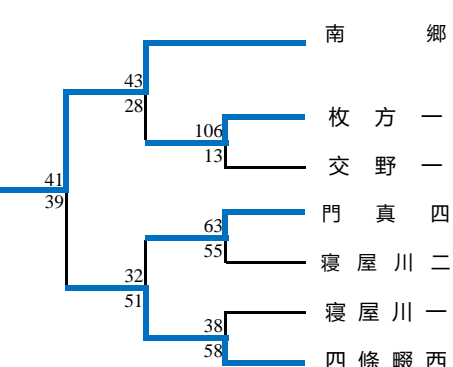 南 郷
43
28
枚 方 一
106
13
交 野 一
41
39
門 真 四
63
55
寝 屋 川 二
32
51
寝 屋 川 一
38
58
四 條 畷 西